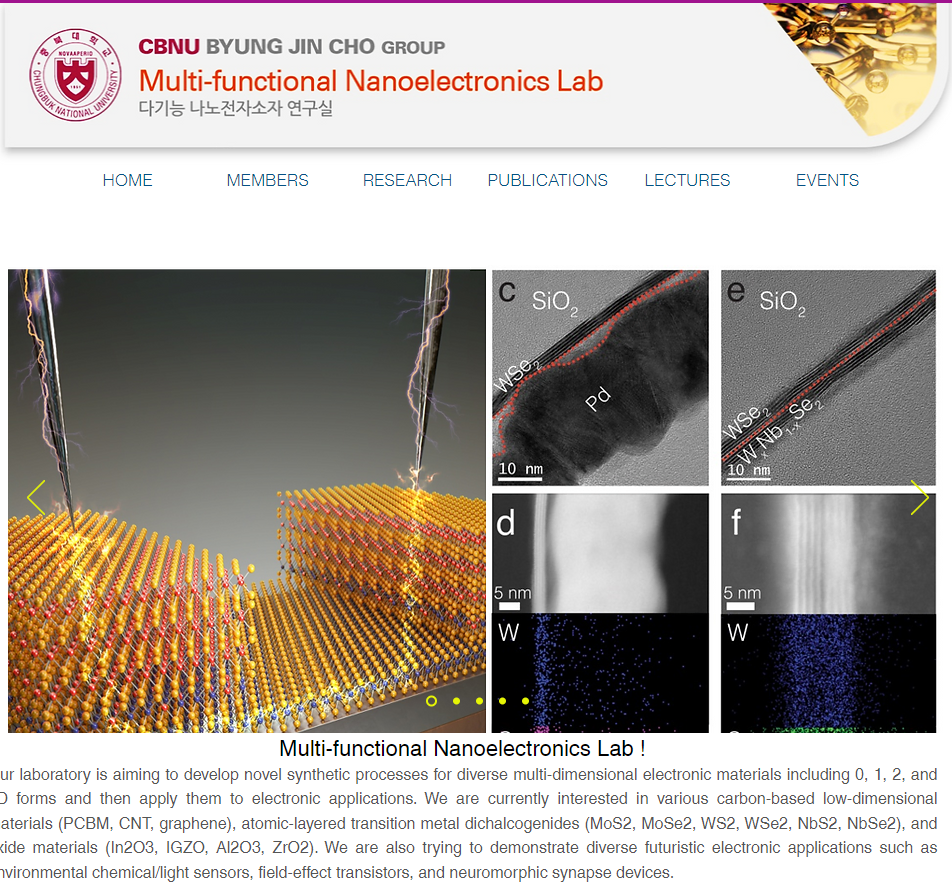 충북대학교
NOVAAPERIO
1951
CHUNGBUK NATIONAL UNIVERSITY
CBNU BYUNG JIN CHO GROUP
Multi-functional Nanoelectronics Lab
다기능 나노전자소자 연구실
HOME MEMBERS RESEARCH PUBLICATIONS LECTURES EVENTS
c SiO2
WSe2
Pd
10 nm
e SiO2
WSe2
WxNb1-xSe2
10 nm
d
5 nm
W
f
5 nm
W
Multi-functional Nanoelectronics Lab !
ur laboratory is aiming to develop novel synthetic processes for diverse multi-dimensional electronic materials including 0, 1, 2, and
D forms and then apply them to electronic applications. We are currently interested in various carbon-based low-dimensional
aterials (PCBM, CNT, graphene), atomic-layered transition metal dichalcogenides (MoS2, MoSe2, WS2, WSe2, NbS2, NbSe2), and
xide materials (In2O3, IGZO, Al2O3, ZrO2). We are also trying to demonstrate diverse futuristic electronic applications such as
nvironmental chemical/light sensors, field-effect transistors, and neuromorphic synapse devices.